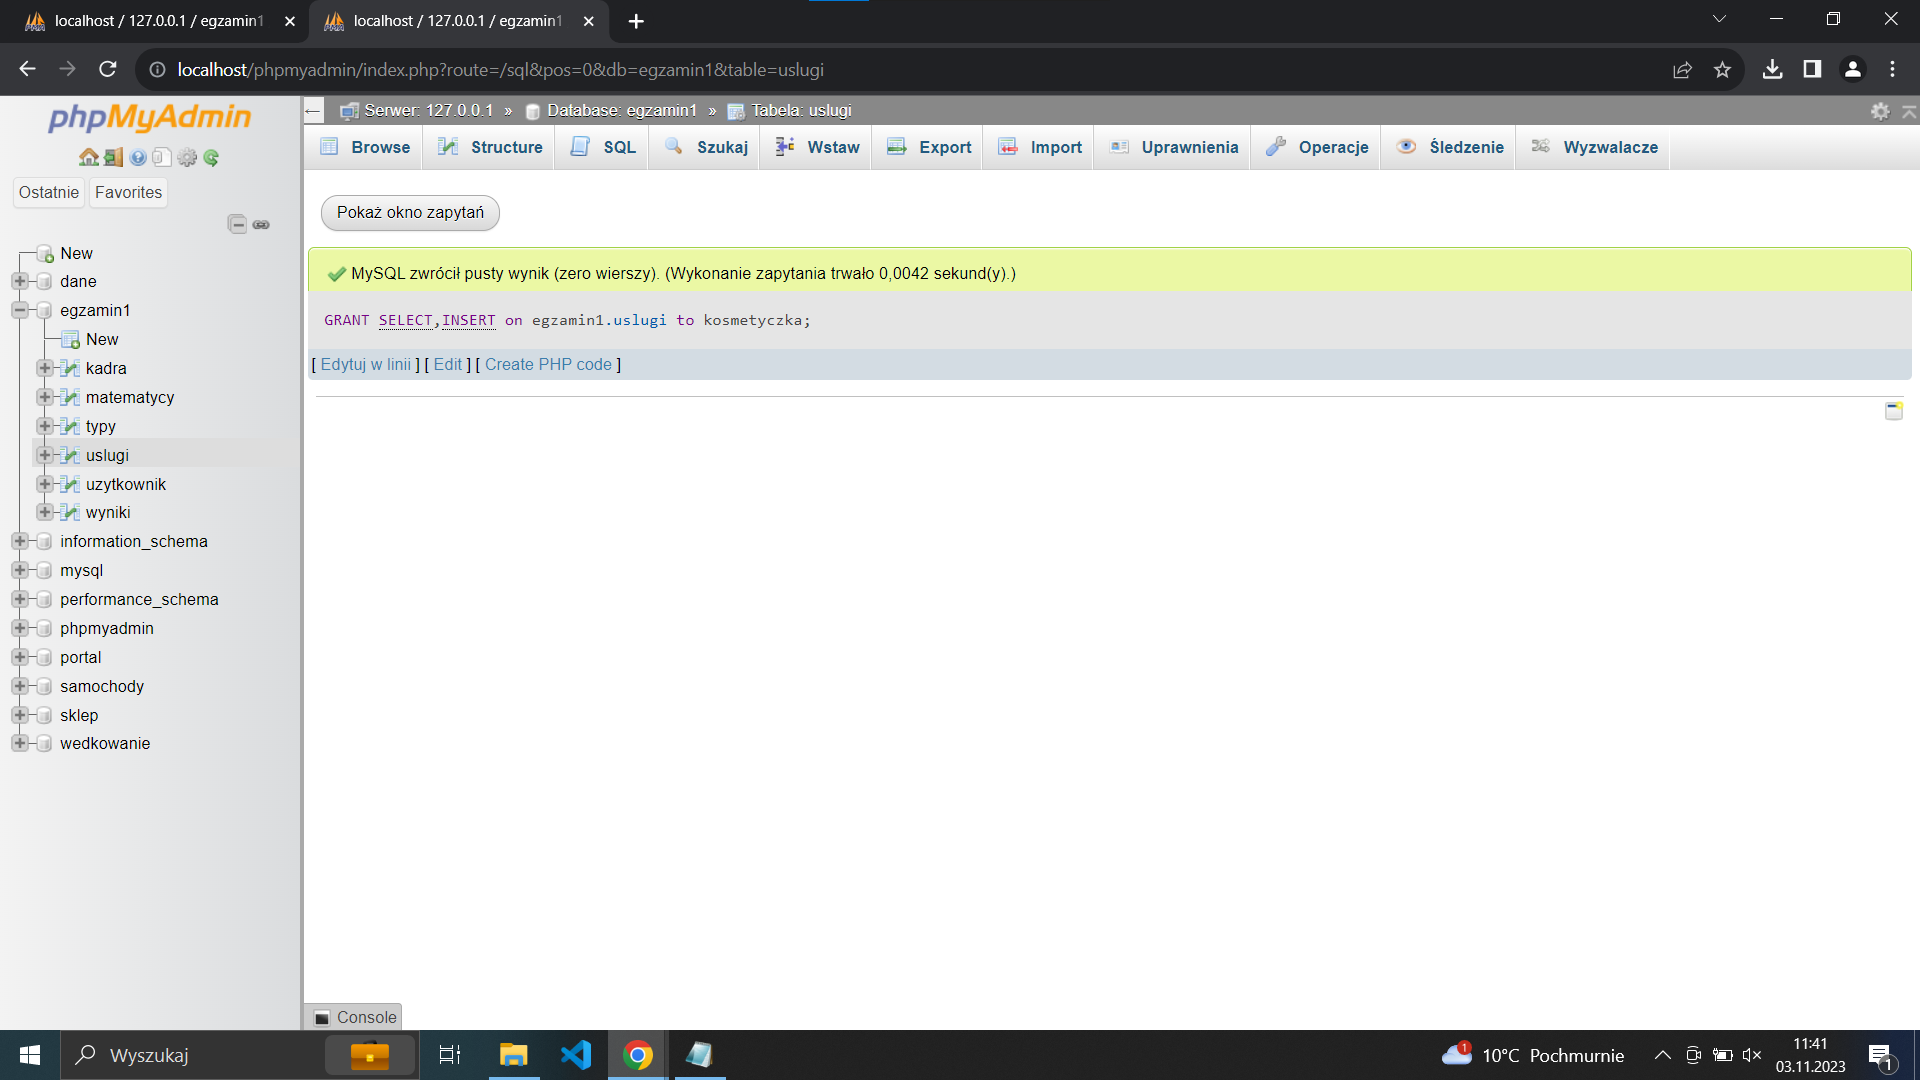 localhost / 127.0.0.1 / egzamin1
localhost / 127.0.0.1 / egzamin1
localhost/phpmyadmin/index.php?route=/sql&pos=0&db=egzamin1&table=uslugi
phpMyAdmin
Ostatnie
Favorites
New
dane
egzamin1
New
kadra
matematycy
typy
uslugi
uzytkownik
wyniki
information_schema
mysql
performance_schema
phpmyadmin
portal
samochody
sklep
wedkowanie
Serwer: 127.0.0.1 » Database: egzamin1 » Tabela: uslugi
Browse Structure SQL Szukaj Wstaw Export Import Uprawnienia Operacje Śledzenie Wyzwalacze
Pokaż okno zapytań
MySQL zwrócił pusty wynik (zero wierszy). (Wykonanie zapytania trwało 0,0042 sekund(y).)
GRANT SELECT,INSERT on egzamin1.uslugi to kosmetyczka;
[ Edytuj w linii ] [ Edit ] [ Create PHP code ]
Console
Wyszukaj
1
10°C Pochmurnie
11:41
03.11.2023
1